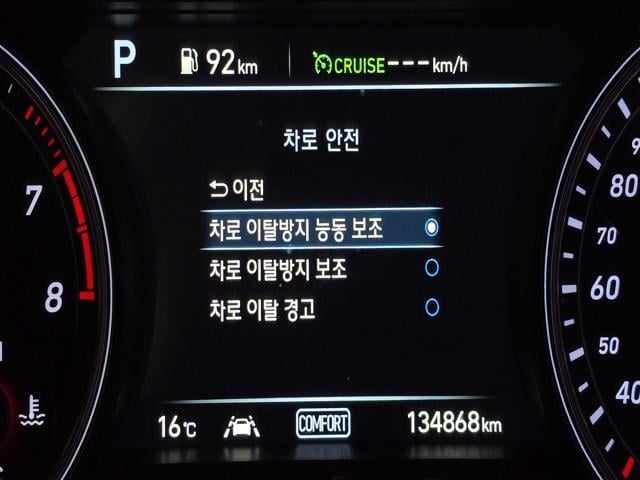 P 92km CRUISE---km/h
차로 안전
이전
차로 이탈방지 능동 보조
차로 이탈방지 보조
차로 이탈 경고
16℃ COMFORT 134868km
7
8
80
70
60
50
40